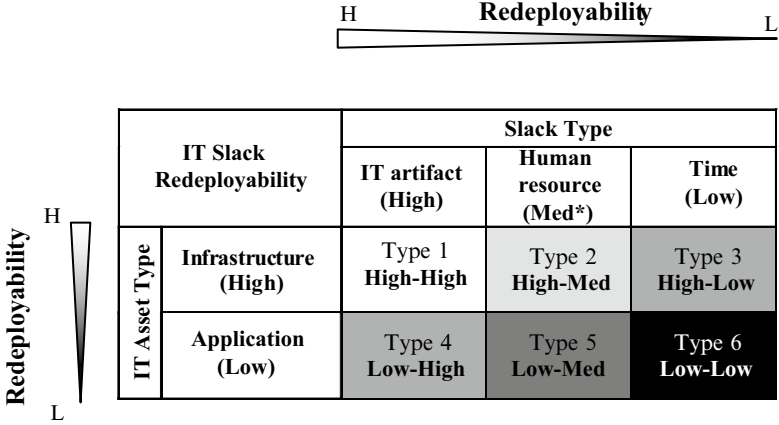 H
Redeployability
L
IT Slack
Redeployability
Slack Type
IT artifact
(High)
Human
resource
(Med*)
Time
(Low)
H
Redeployability
L
IT Asset Type
Infrastructure
(High)
Type 1
High-High
Type 2
High-Med
Type 3
High-Low
Application
(Low)
Type 4
Low-High
Type 5
Low-Med
Type 6
Low-Low